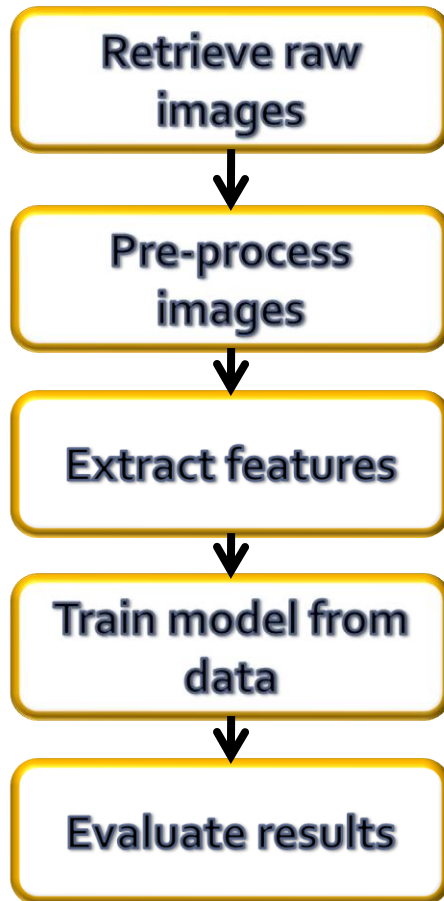 Retrieve raw
images
Pre-process
images
Extract features
Train model from
data
Evaluate results